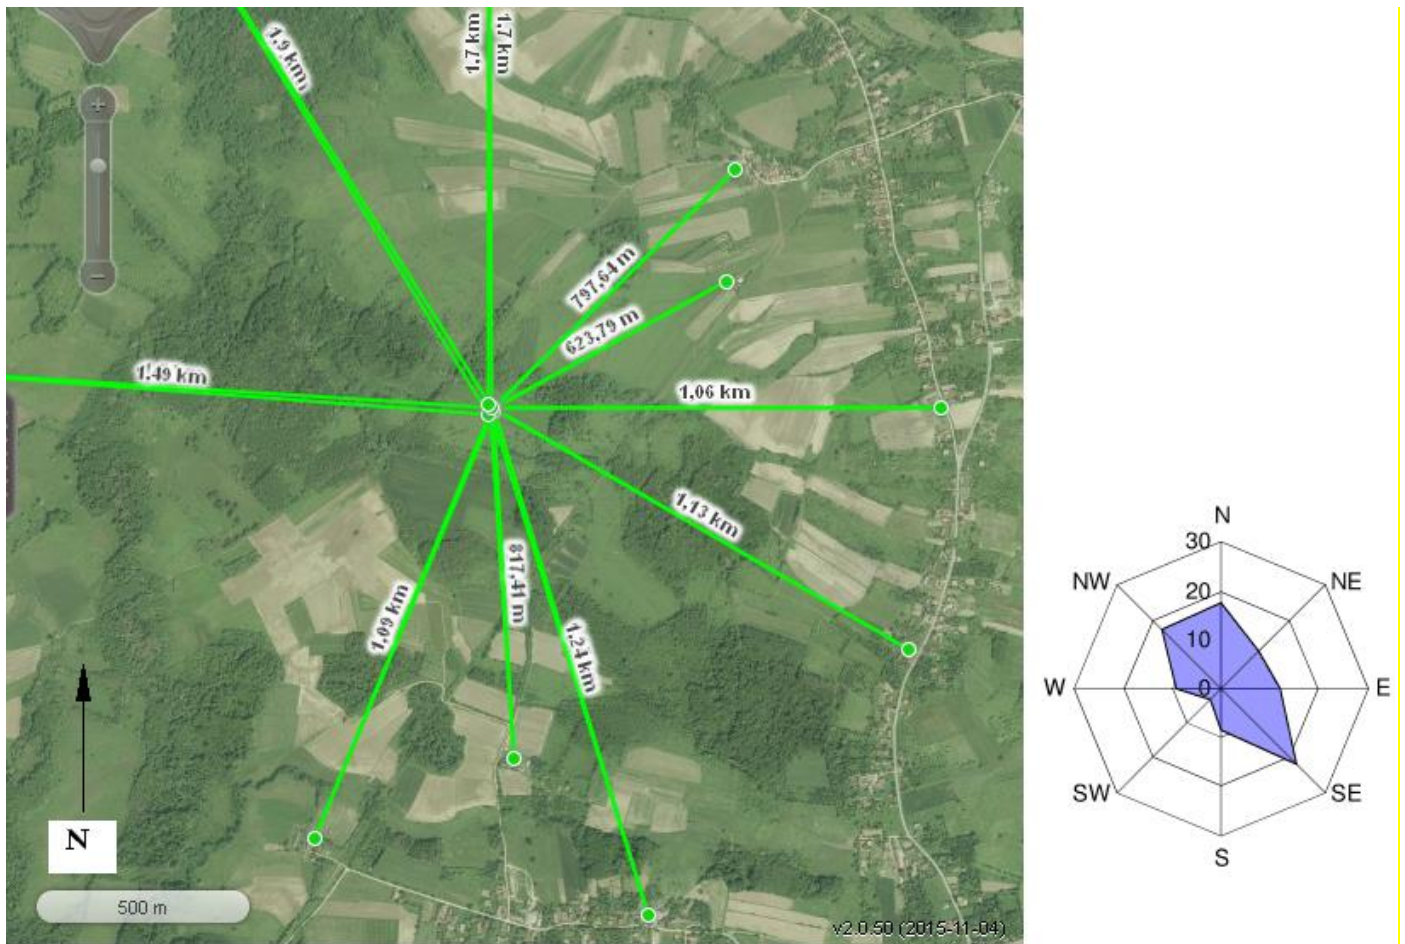 1.9 km
1.7 km
1.7 km
797,64 m
623,79 m
1.49 km
1,06 km
1,13 km
817,41 m
1,09 km
1,24 km
N
500 m
v2.0.50 (2015-11-04)
N
30
NW
NE
20
10
W
0
E
SW
SE
S